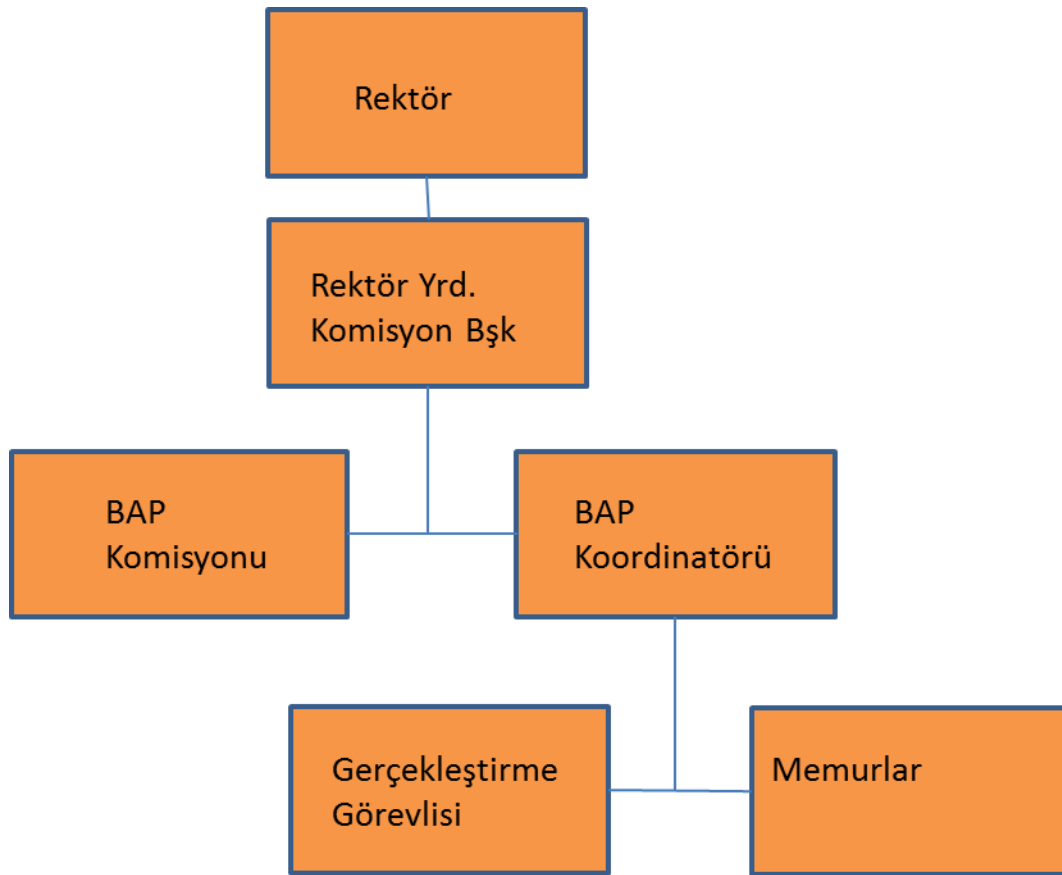 Rektör
Rektör Yrd.
Komisyon Bşk
BAP
Komisyonu
BAP
Koordinatörü
Gerçekleştirme
Görevlisi
Memurlar